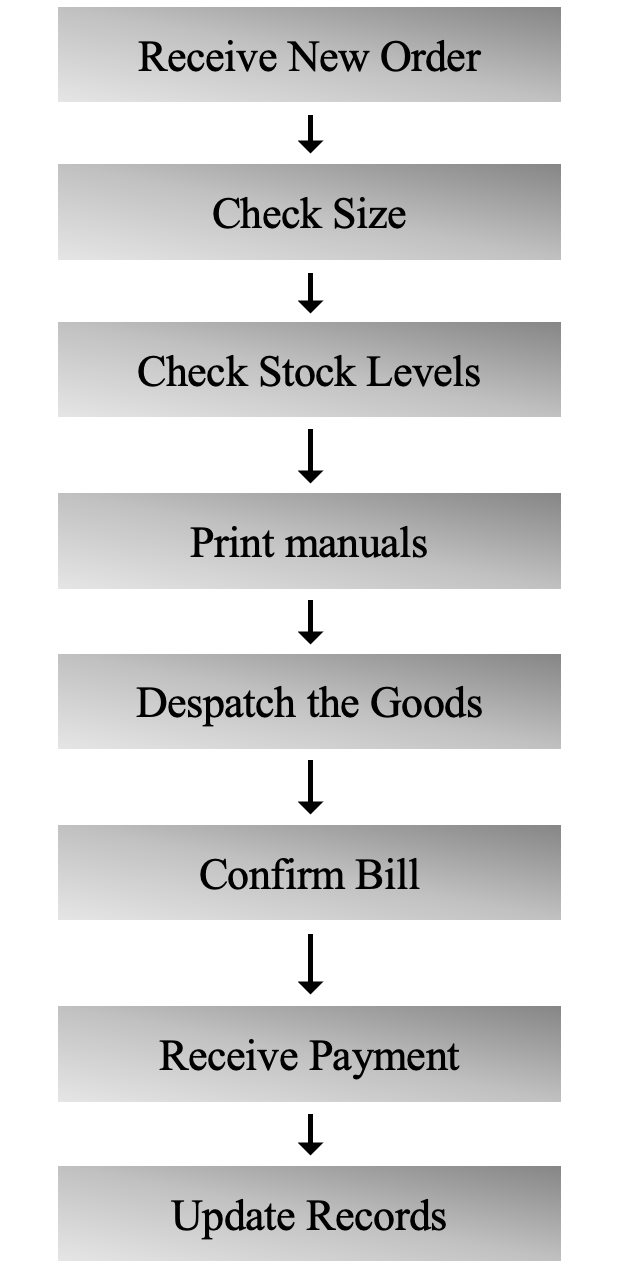 Receive New Order
Check Size
Check Stock Levels
Print manuals
Despatch the Goods
Confirm Bill
Receive Payment
Update Records